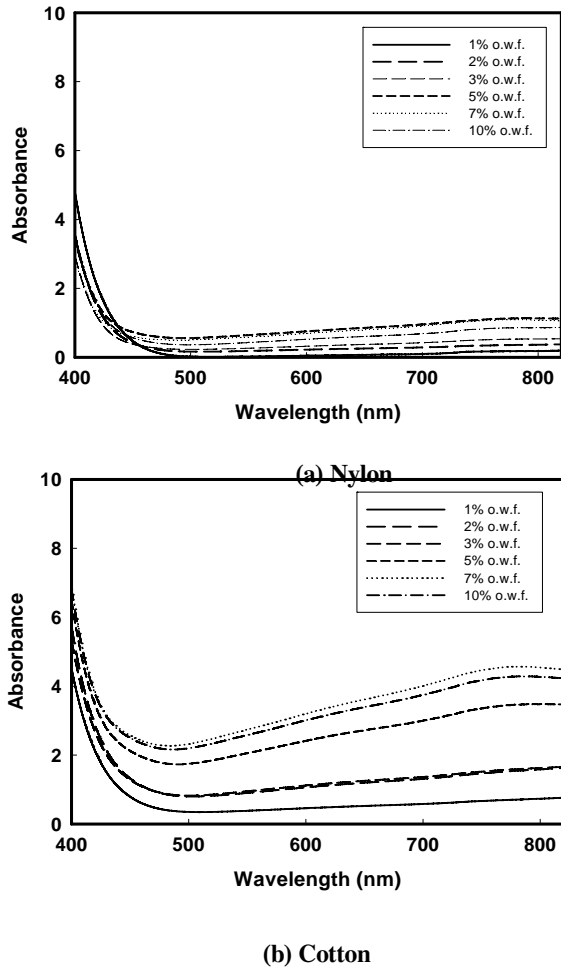 10
8
6
4
2
0
Absorbance
1% o.w.f.
2% o.w.f.
3% o.w.f.
5% o.w.f.
7% o.w.f.
10% o.w.f.
400 500 600 700 800
Wavelength (nm)
(a) Nylon
10
8
6
4
2
0
Absorbance
1% o.w.f.
2% o.w.f.
3% o.w.f.
5% o.w.f.
7% o.w.f.
10% o.w.f.
400 500 600 700 800
Wavelength (nm)
(b) Cotton